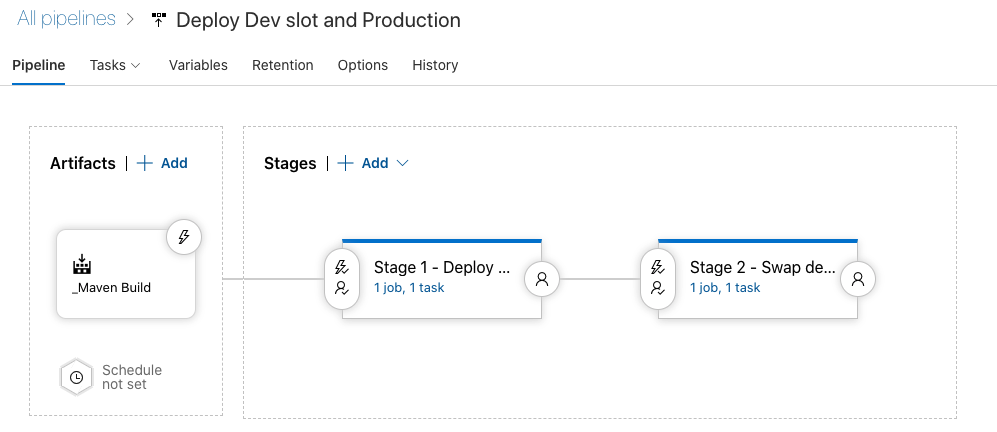 All pipelines > Deploy Dev slot and Production
Pipeline Tasks Variables Retention Options History
Artifacts | + Add
Stages | + Add
_Maven Build
Stage 1 - Deploy ...
1 job, 1 task
Stage 2 - Swap de...
1 job, 1 task
Schedule
not set